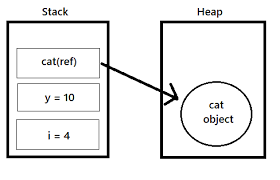 Stack
Heap
cat(ref)
y = 10
i = 4
cat
object